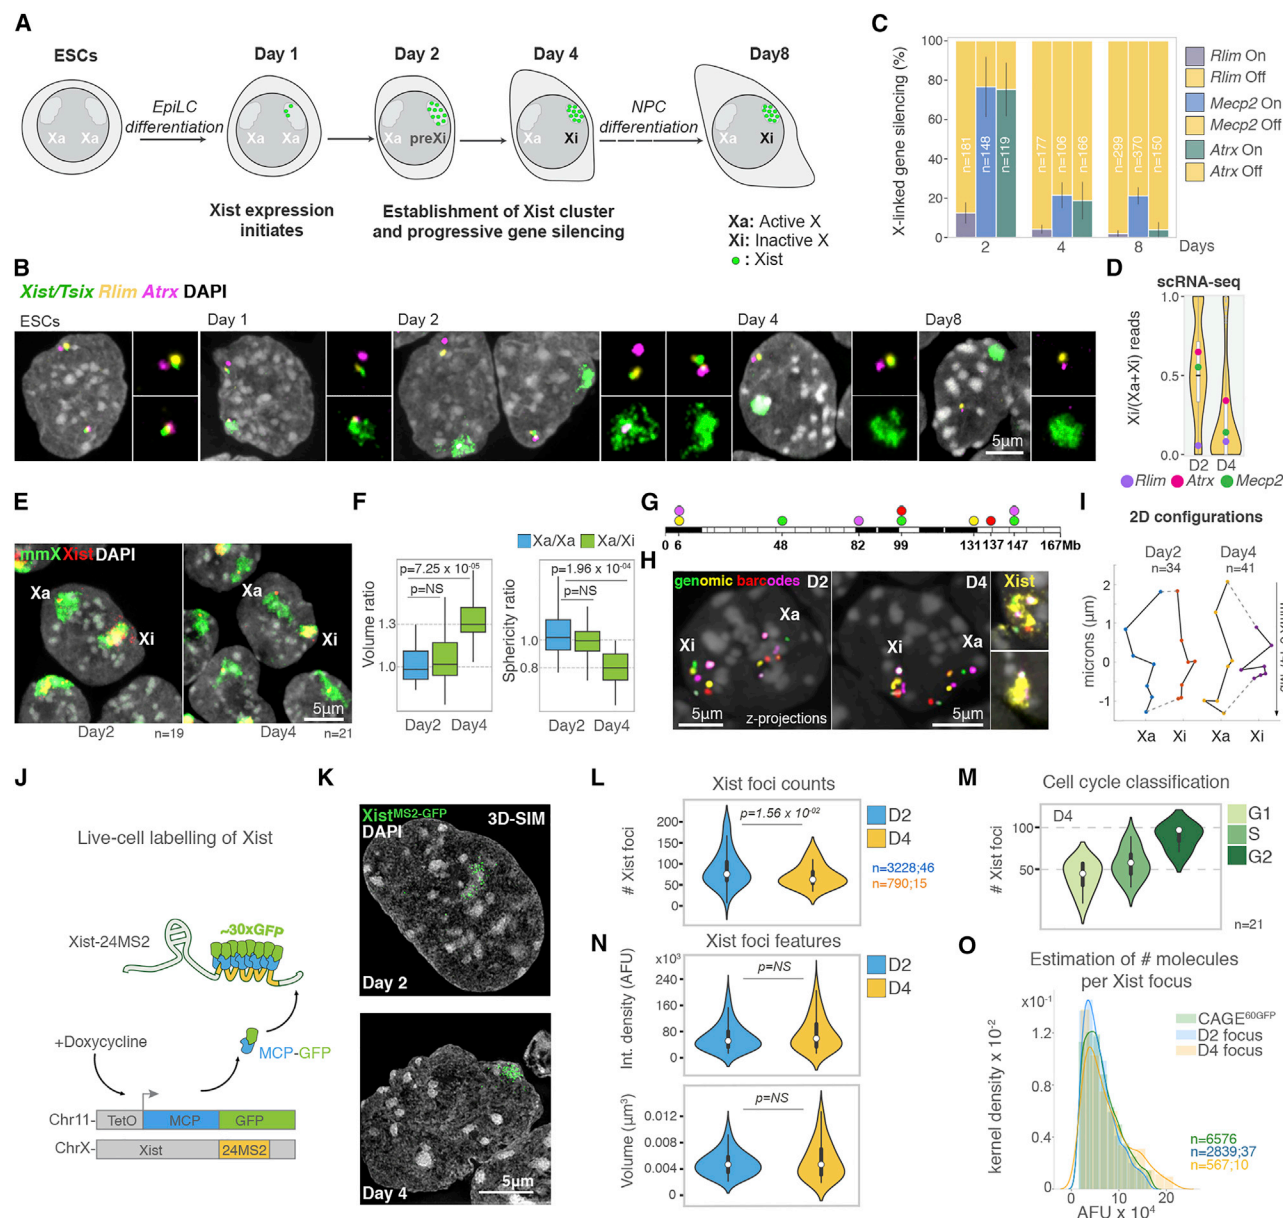 A
ESCs
Day 1
Day 2
Day 4
Day8
EpiLC
differentiation
NPC
differentiation
Xa Xa
Xa Xa
Xa preXi
Xa Xi
Xa Xi
Xist expression
initiates
Establishment of Xist cluster
and progressive gene silencing
Xa: Active X
Xi: Inactive X
: Xist
B
Xist/Tsix Rlim Atrx DAPI
ESCs
Day 1
Day 2
Day 4
Day8
5µm
C
X-linked gene silencing (%)
100
80
60
40
20
0
n=181
n=148
n=119
n=177
n=106
n=166
n=299
n=370
n=150
2
4
8
Days
Rlim On
Rlim Off
Mecp2 On
Mecp2 Off
Atrx On
Atrx Off
D
scRNA-seq
Xi/(Xa+Xi) reads
1.0
0.5
0.0
D2 D4
Rlim Atrx Mecp2
E
mmX Xist DAPI
Xa
Xi
Xa
Xi
5µm
Day2 n=19
Day4 n=21
F
Xa/Xa Xa/Xi
p=7.25 x 10-05
p=NS
Volume ratio
1.3
1.0
Day2 Day4
p=1.96 x 10-04
p=NS
Sphericity ratio
1.0
0.8
Day2 Day4
G
0 6 48 82 99 131 137 147 167Mb
H
genomic barcodes D2
D4
Xist
Xi
Xa
Xi
Xa
5µm
z-projections
5µm
I
2D configurations
Day2
n=34
Day4
n=41
microns (µm)
2
1
0
-1
Xa Xi Xa Xi
J
Live-cell labelling of Xist
Xist-24MS2
~30xGFP
+Doxycycline
MCP-GFP
Chr11- TetO MCP GFP
ChrX- Xist 24MS2
K
XistMS2-GFP
DAPI
3D-SIM
Day 2
Day 4
5µm
L
Xist foci counts
p=1.56 x 10-02
# Xist foci
200
150
100
50
0
D2
D4
n=3228;46
n=790;15
M
Cell cycle classification
D4
# Xist foci
100
50
G1
S
G2
n=21
N
Xist foci features
x10³
Int. density (AFU)
240
160
80
0
p=NS
D2
D4
Volume (µm³)
0.012
0.008
0.004
0
p=NS
O
Estimation of # molecules
per Xist focus
x10-1
kernel density x 10-2
1.2
0.8
0.4
0
CAGE60GFP
D2 focus
D4 focus
n=6576
n=2839;37
n=567;10
0 10 20
AFU x 10⁴